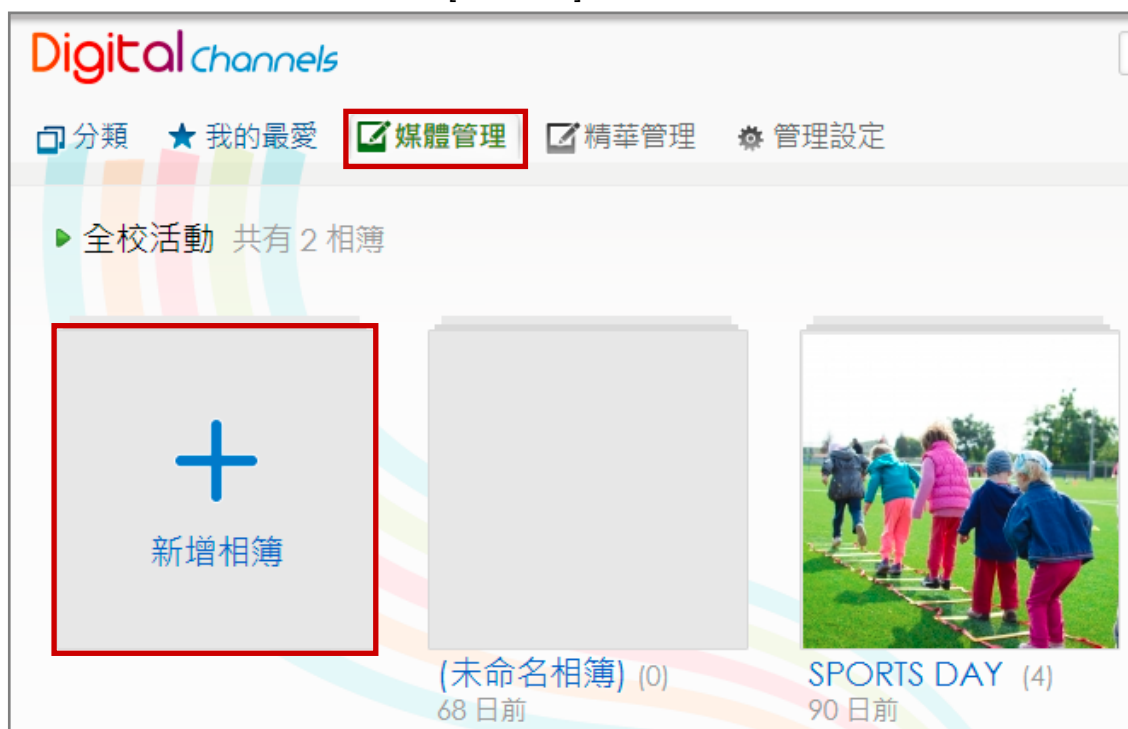 Digital Channels
分類 我的最愛 媒體管理 精華管理 管理設定
全校活動 共有 2 相簿
新增相簿
(未命名相簿) (0) SPORTS DAY (4)
68 日前 90 日前